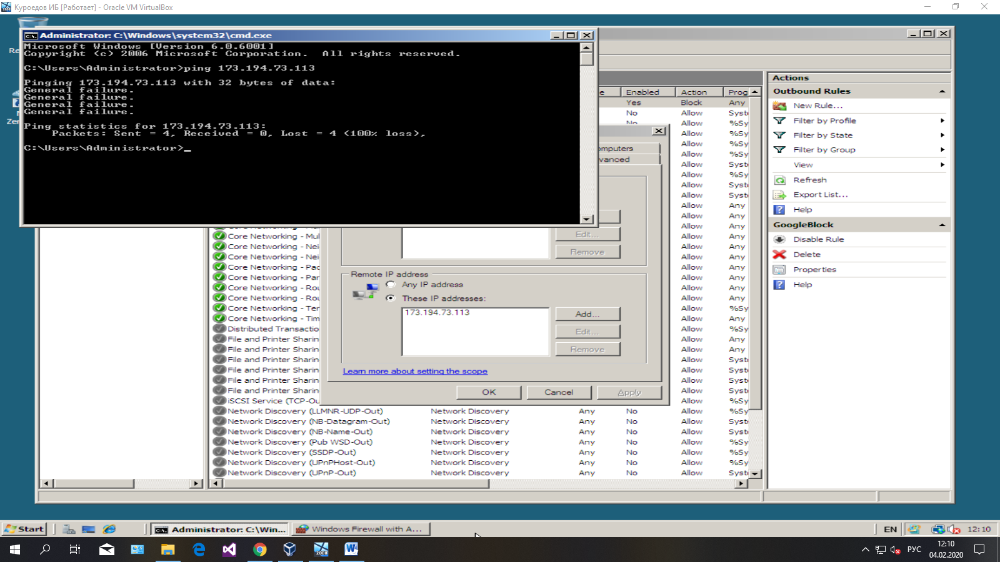 Куроедов ИБ [Работает] - Oracle VM VirtualBox
Administrator: C:\Windows\system32\cmd.exe
Microsoft Windows [Version 6.0.6001]
Copyright (c) 2006 Microsoft Corporation.  All rights reserved.
C:\Users\Administrator>ping 173.194.73.113
Pinging 173.194.73.113 with 32 bytes of data:
General failure.
General failure.
General failure.
General failure.
Ping statistics for 173.194.73.113:
Packets: Sent = 4, Received = 0, Lost = 4 (100% loss),
C:\Users\Administrator>_
Re
Zer
e Enabled Action Prog
Yes Block Any
No Allow Syst
No Allow %Sy
Allow %Sy
Allow %Sy
Allow Syst
Allow %Sy
Allow Syst
Allow Syst
Allow Any
Allow Any
Allow Any
omputers
vanced
Core Networking - Mul Allow Any
Core Networking - Nei Allow Any
Core Networking - Nei Allow Any
Core Networking - Pac Allow Any
Core Networking - Par Allow Any
Core Networking - Rou Allow Any
Core Networking - Rou Allow Any
Core Networking - Ter Allow %Sy
Core Networking - Tim Allow Any
Distributed Transactio Allow %Sy
File and Printer Sharin Allow Any
File and Printer Sharin Allow Any
File and Printer Sharin Allow Syst
File and Printer Sharin Allow Syst
File and Printer Sharin Allow Syst
File and Printer Sharin Allow Syst
iSCSI Service (TCP-Ou Allow %Sy
Network Discovery (LLMNR-UDP-Out) Network Discovery Any No Allow %Sy
Network Discovery (NB-Datagram-Out) Network Discovery Any No Allow Syst
Network Discovery (NB-Name-Out) Network Discovery Any No Allow Syst
Network Discovery (Pub WSD-Out) Network Discovery Any No Allow %Sy
Network Discovery (SSDP-Out) Network Discovery Any No Allow %Sy
Network Discovery (UPnPHost-Out) Network Discovery Any No Allow %Sy
Network Discovery (UPnP-Out) Network Discovery Any No Allow Syst
Edit...
Remove
Remote IP address
Any IP address
These IP addresses:
173.194.73.113
Add...
Edit...
Remove
Learn more about setting the scope
OK
Cancel
Apply
Actions
Outbound Rules
New Rule...
Filter by Profile
Filter by State
Filter by Group
View
Refresh
Export List...
Help
GoogleBlock
Disable Rule
Delete
Properties
Help
Start
Administrator: C:\Win...
Windows Firewall with A...
EN
12:10
2008
РУС
12:10
04.02.2020